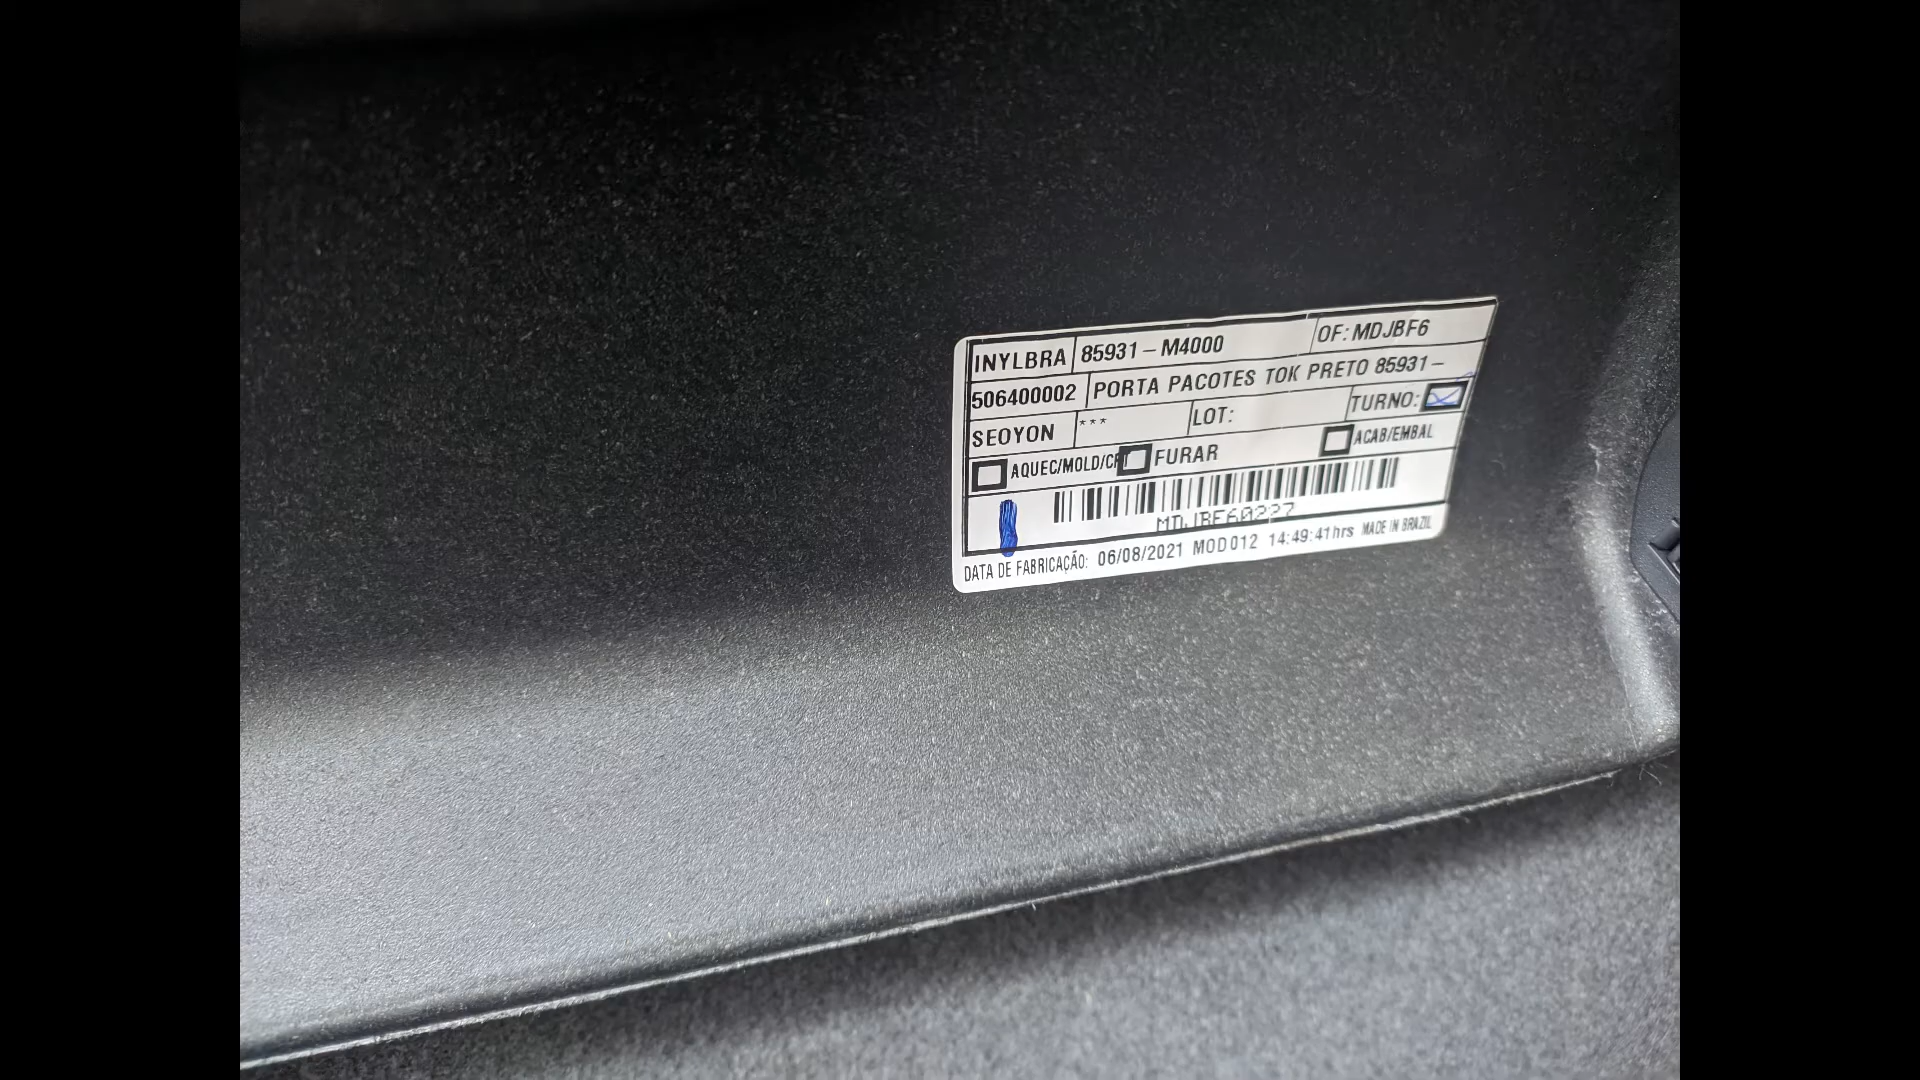 INYLBRA 85931-M4000 OF: MDJBF6
506400002 PORTA PACOTES TOK PRETO 85931-
SEOYON *** LOT: TURNO:
AQUEC/MOLD/CRT FURAR ACAB/EMBAL
MDJBF60227
DATA DE FABRICAÇÃO: 06/08/2021 MOD012 14:49:41hrs MADE IN BRAZIL